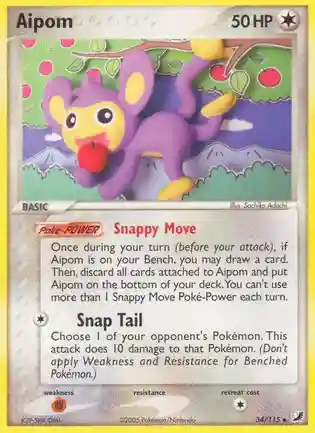 Aipom 50 HP
BASIC
Illus. Sachiko Adachi
Poké-POWER Snappy Move
Once during your turn (before your attack), if
Aipom is on your Bench, you may draw a card.
Then, discard all cards attached to Aipom and put
Aipom on the bottom of your deck. You can't use
more than 1 Snappy Move Poké-Power each turn.
Snap Tail
Choose 1 of your opponent's Pokémon. This
attack does 10 damage to that Pokémon. (Don't
apply Weakness and Resistance for Benched
Pokémon.)
weakness resistance retreat cost
©2005 Pokémon/Nintendo 34/115